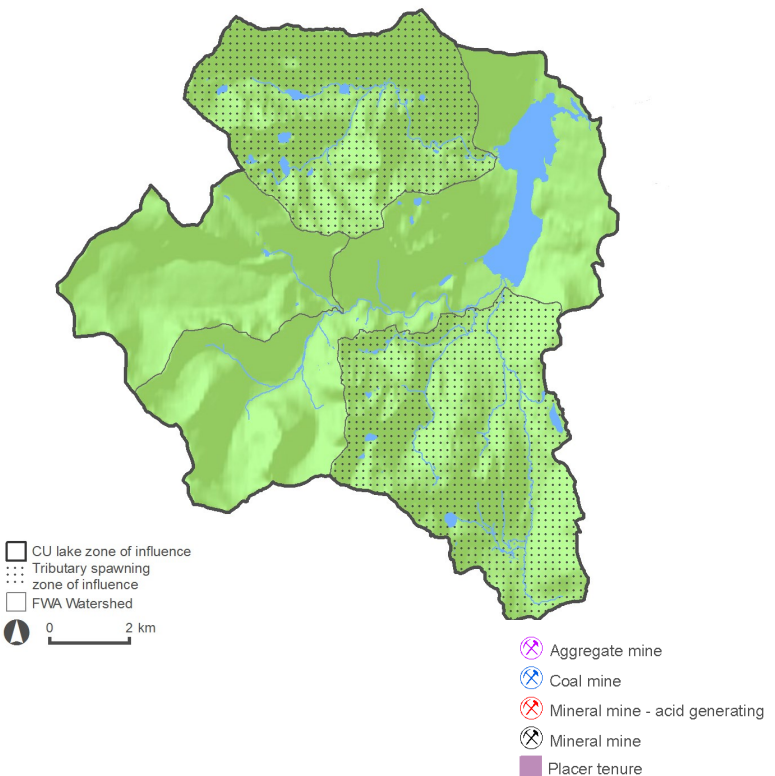 CU lake zone of influence
Tributary spawning
zone of influence
FWA Watershed
0 2 km
Aggregate mine
Coal mine
Mineral mine - acid generating
Mineral mine
Placer tenure